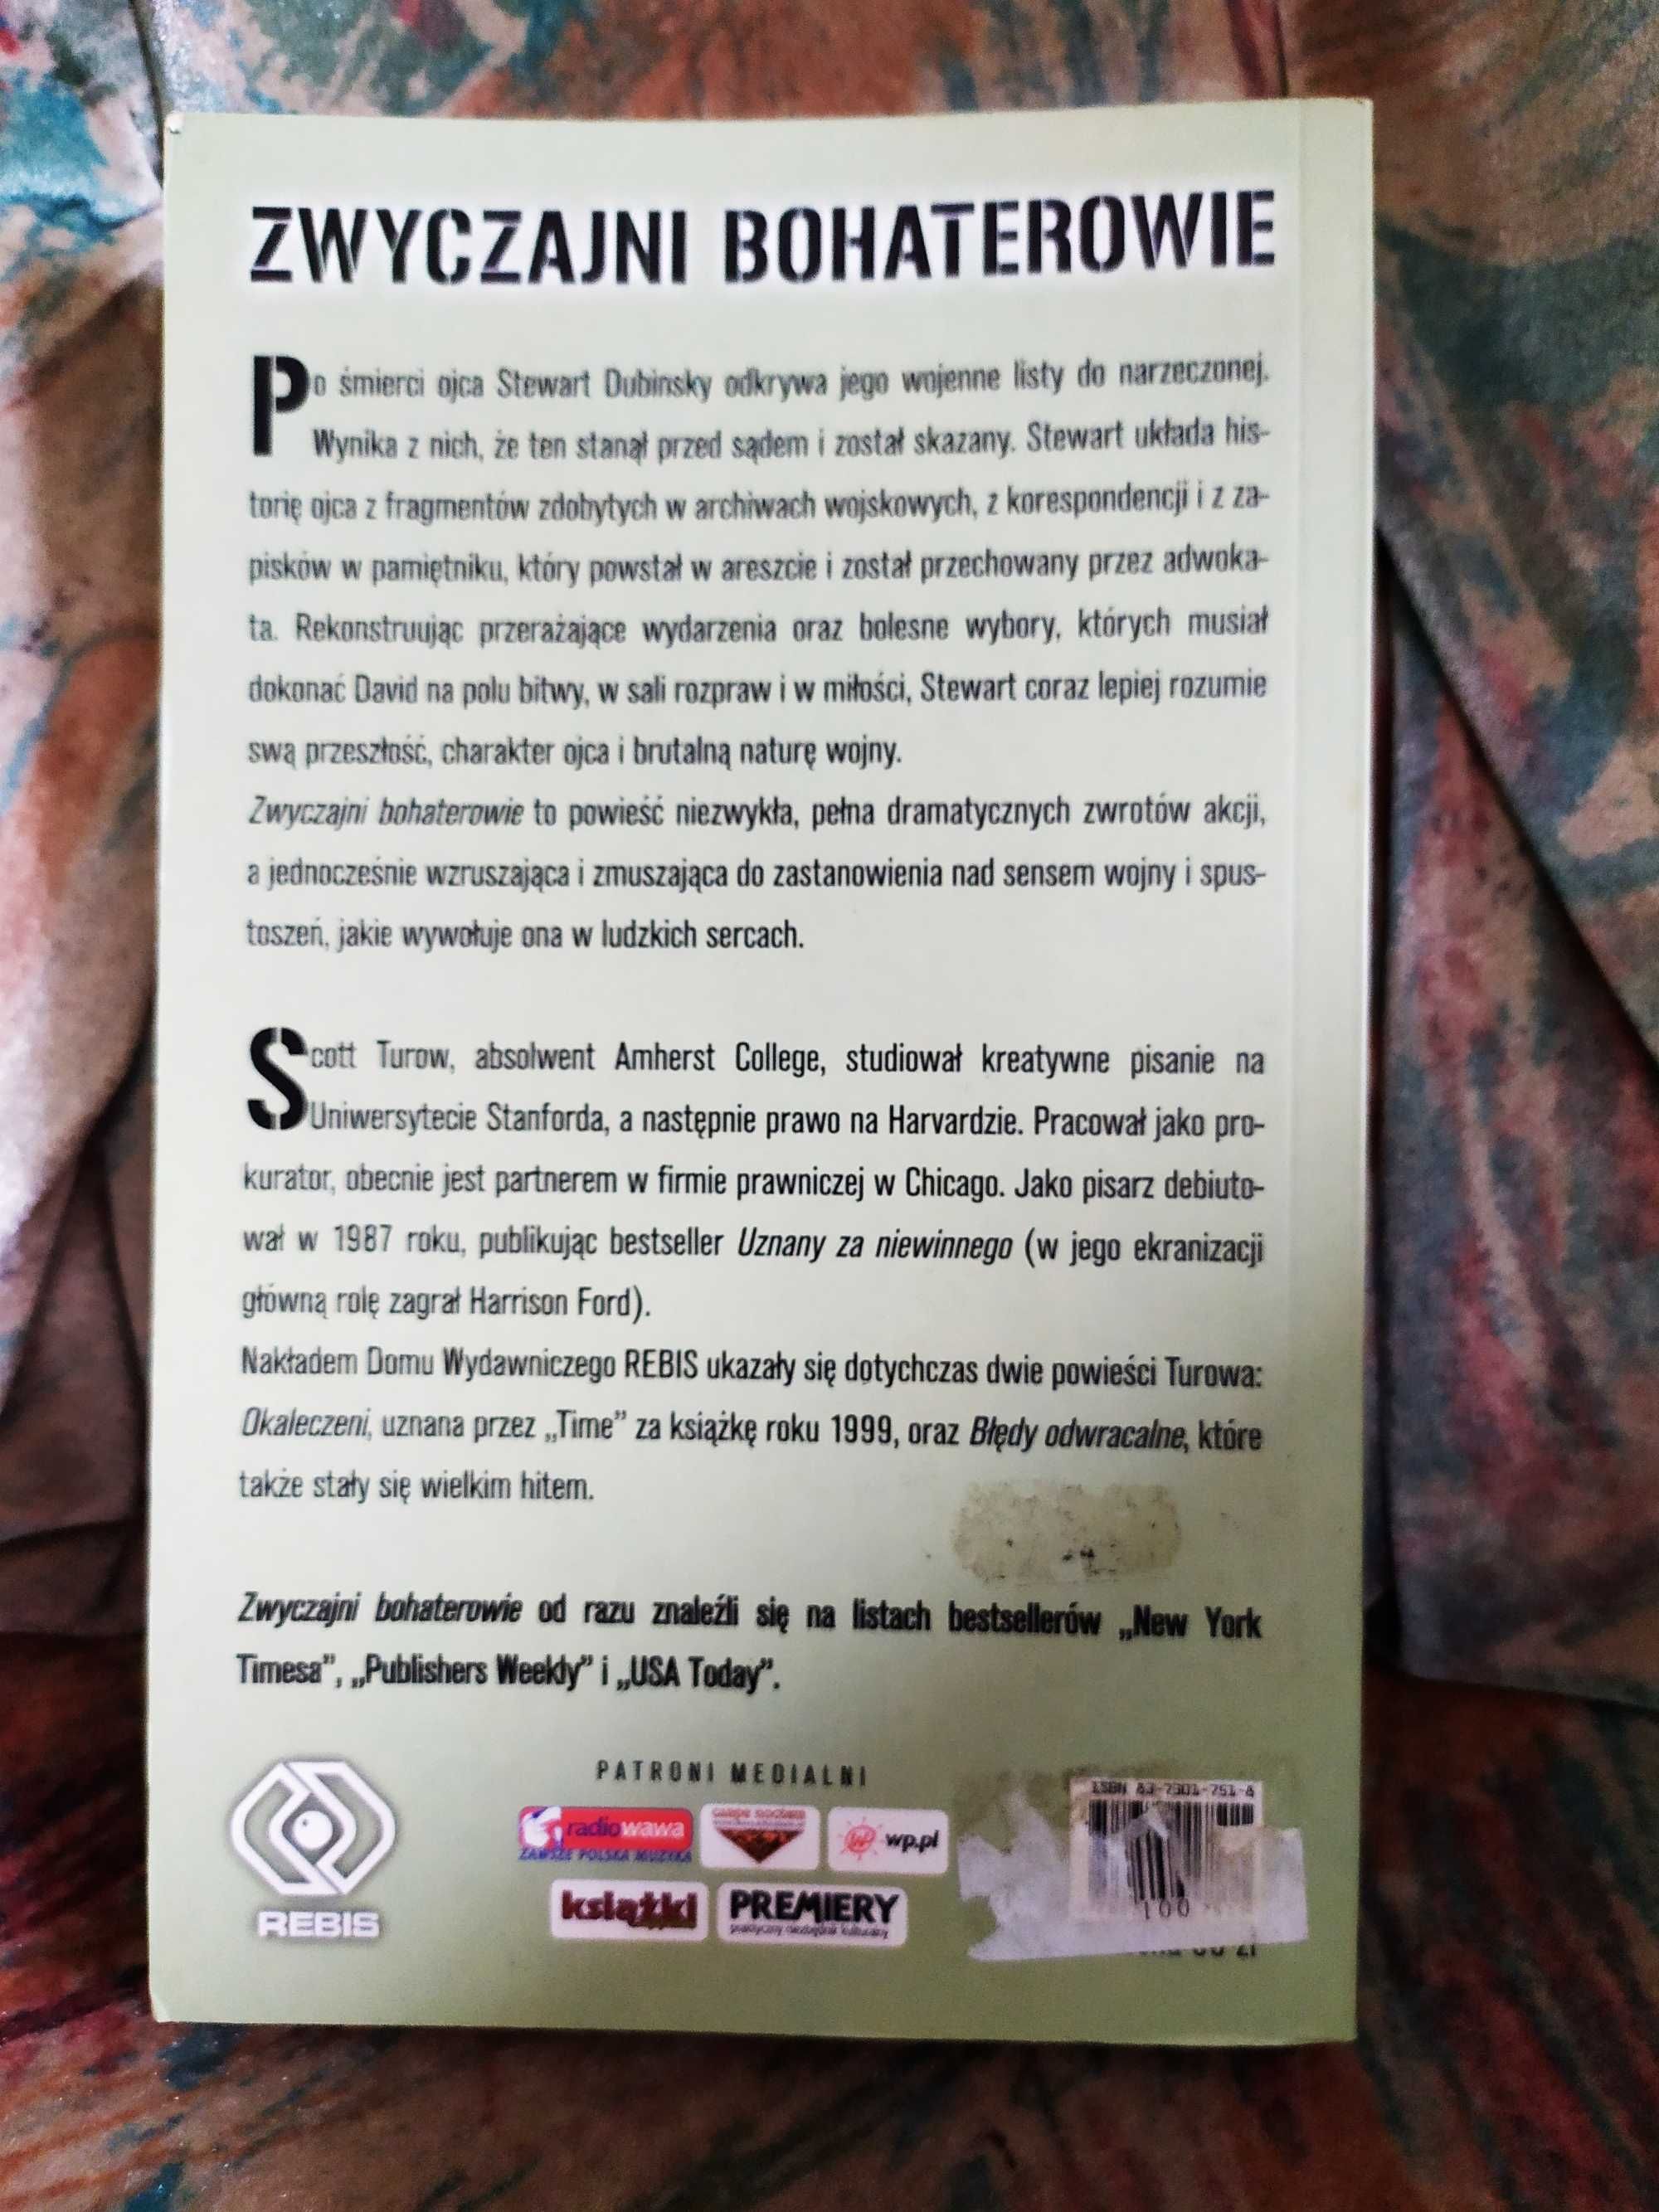 ZWYCZAJNI BOHATEROWIE
Po śmierci ojca Stewart Dubinsky odkrywa jego wojenne listy do narzeczonej.
Wynika z nich, że ten stanął przed sądem i został skazany. Stewart układa his-
torię ojca z fragmentów zdobytych w archiwach wojskowych, z korespondencji i z za-
pisków w pamiętniku, który powstał w areszcie i został przechowany przez adwoka-
ta. Rekonstruując przerażające wydarzenia oraz bolesne wybory, których musiał
dokonać David na polu bitwy, w sali rozpraw i w miłości, Stewart coraz lepiej rozumie
swą przeszłość, charakter ojca i brutalną naturę wojny.
Zwyczajni bohaterowie to powieść niezwykła, pełna dramatycznych zwrotów akcji,
a jednocześnie wzruszająca i zmuszająca do zastanowienia nad sensem wojny i spus-
toszeń, jakie wywołuje ona w ludzkich sercach.
Scott Turow, absolwent Amherst College, studiował kreatywne pisanie na
Uniwersytecie Stanforda, a następnie prawo na Harvardzie. Pracował jako pro-
kurator, obecnie jest partnerem w firmie prawniczej w Chicago. Jako pisarz debiuto-
wał w 1987 roku, publikując bestseller Uznany za niewinnego (w jego ekranizacji
główną rolę zagrał Harrison Ford).
Nakładem Domu Wydawniczego REBIS ukazały się dotychczas dwie powieści Turowa:
Okaleczeni, uznana przez „Time” za książkę roku 1999, oraz Błędy odwracalne, które
także stały się wielkim hitem.
Zwyczajni bohaterowie od razu znaleźli się na listach bestsellerów „New York
Timesa”, „Publishers Weekly” i „USA Today”.
PATRONI MEDIALNI
radiowawa
ZAWSZE POLSKA MUZYKA
wp.pl
książki
PREMIERY
REBIS
ISBN 83-7301-751-8
100
zł